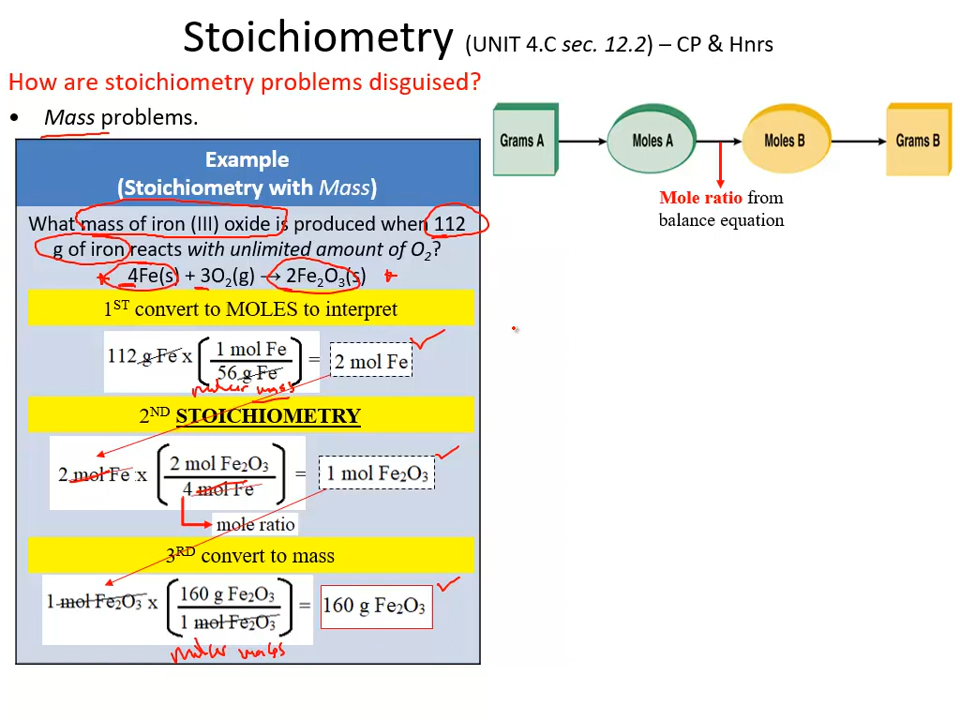 Stoichiometry (UNIT 4.C sec. 12.2) – CP & Hnrs
How are stoichiometry problems disguised?
• Mass problems.
Example
(Stoichiometry with Mass)
What mass of iron (III) oxide is produced when 112
g of iron reacts with unlimited amount of O₂?
4Fe(s) + 3O₂(g) → 2Fe₂O₃(s)
1ST convert to MOLES to interpret
112 g Fe x (1 mol Fe / 56 g Fe) = 2 mol Fe
molar mass
2ND STOICHIOMETRY
2 mol Fe x (2 mol Fe₂O₃ / 4 mol Fe) = 1 mol Fe₂O₃
mole ratio
3RD convert to mass
1 mol Fe₂O₃ x (160 g Fe₂O₃ / 1 mol Fe₂O₃) = 160 g Fe₂O₃
molar mass
Grams A
Moles A
Moles B
Grams B
Mole ratio from
balance equation